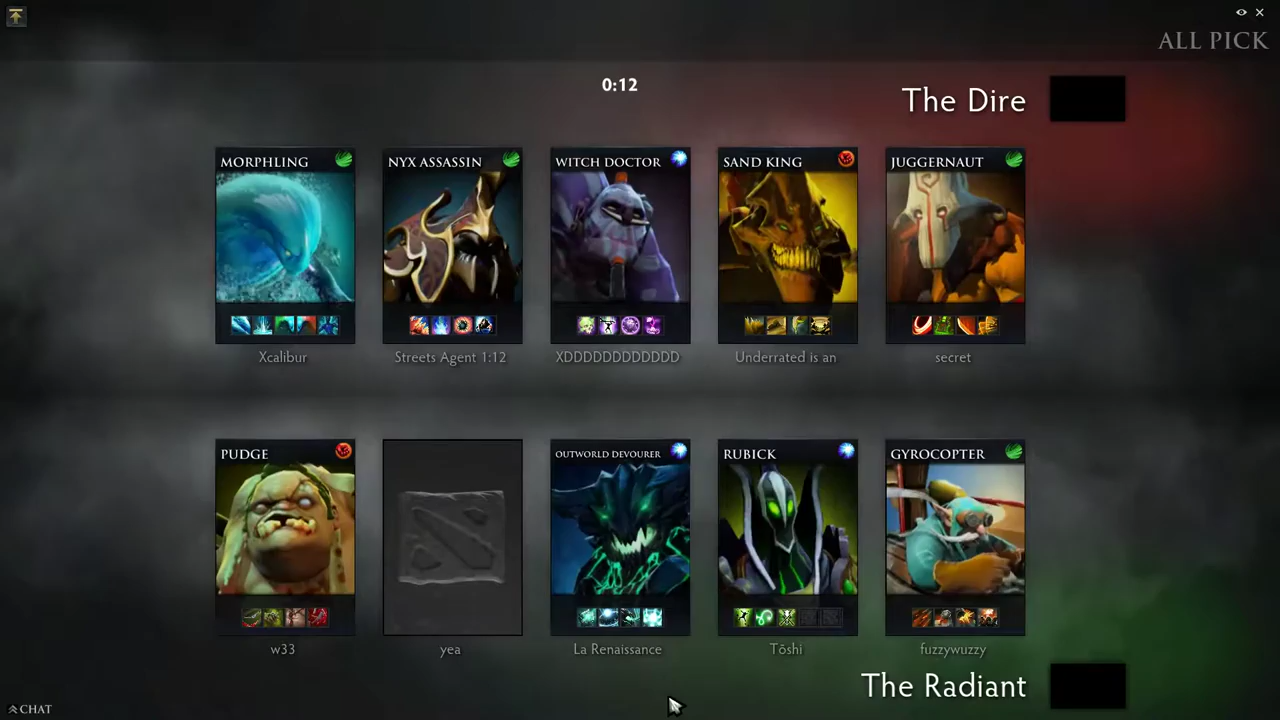 ALL PICK
0:12
The Dire
MORPHLING
NYX ASSASSIN
WITCH DOCTOR
SAND KING
JUGGERNAUT
Xcalibur
Streets Agent 1:12
XDDDDDDDDDDDD
Underrated is an
secret
PUDGE
OUTWORLD DEVOURER
RUBICK
GYROCOPTER
w33
yea
La Renaissance
Tōshi
fuzzywuzzy
The Radiant
CHAT